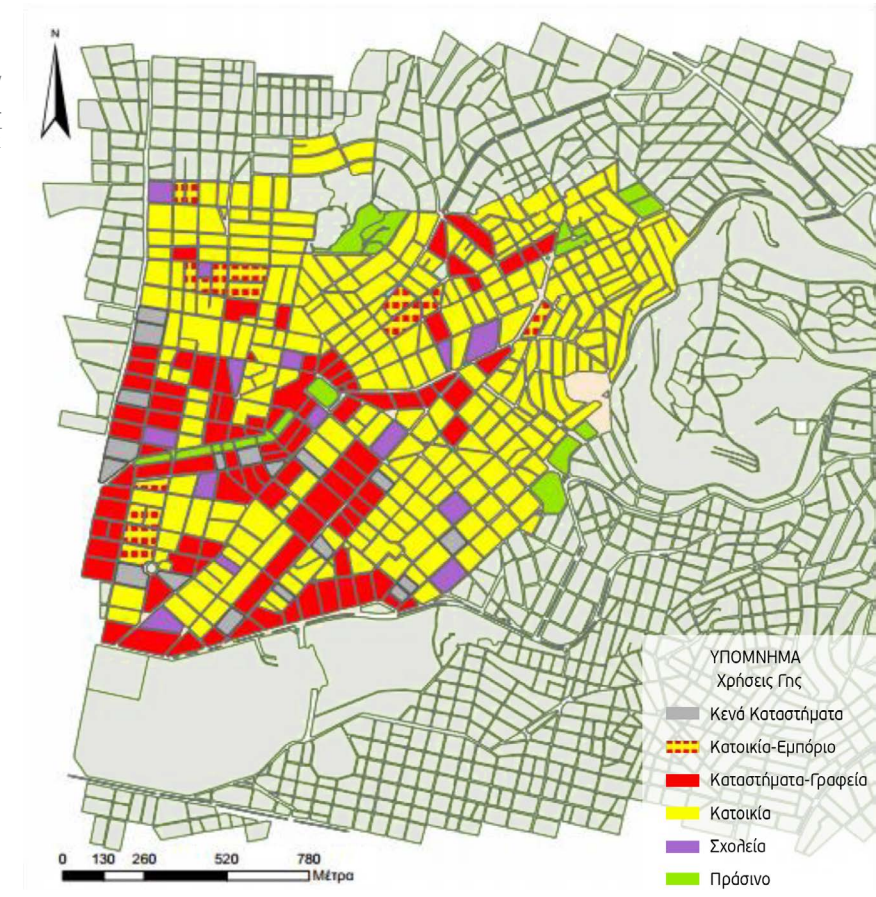 N
ΥΠΟΜΝΗΜΑ
Χρήσεις Γης
Κενά Καταστήματα
Κατοικία-Εμπόριο
Καταστήματα-Γραφεία
Κατοικία
Σχολεία
Πράσινο
0 130 260 520 780
Μέτρα